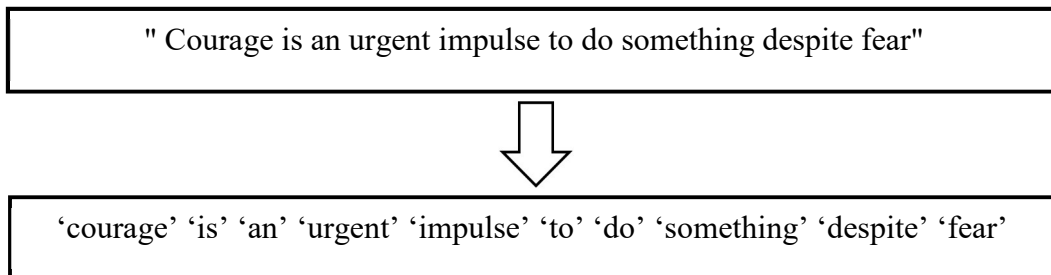 " Courage is an urgent impulse to do something despite fear"
‘courage’ ‘is’ ‘an’ ‘urgent’ ‘impulse’ ‘to’ ‘do’ ‘something’ ‘despite’ ‘fear’